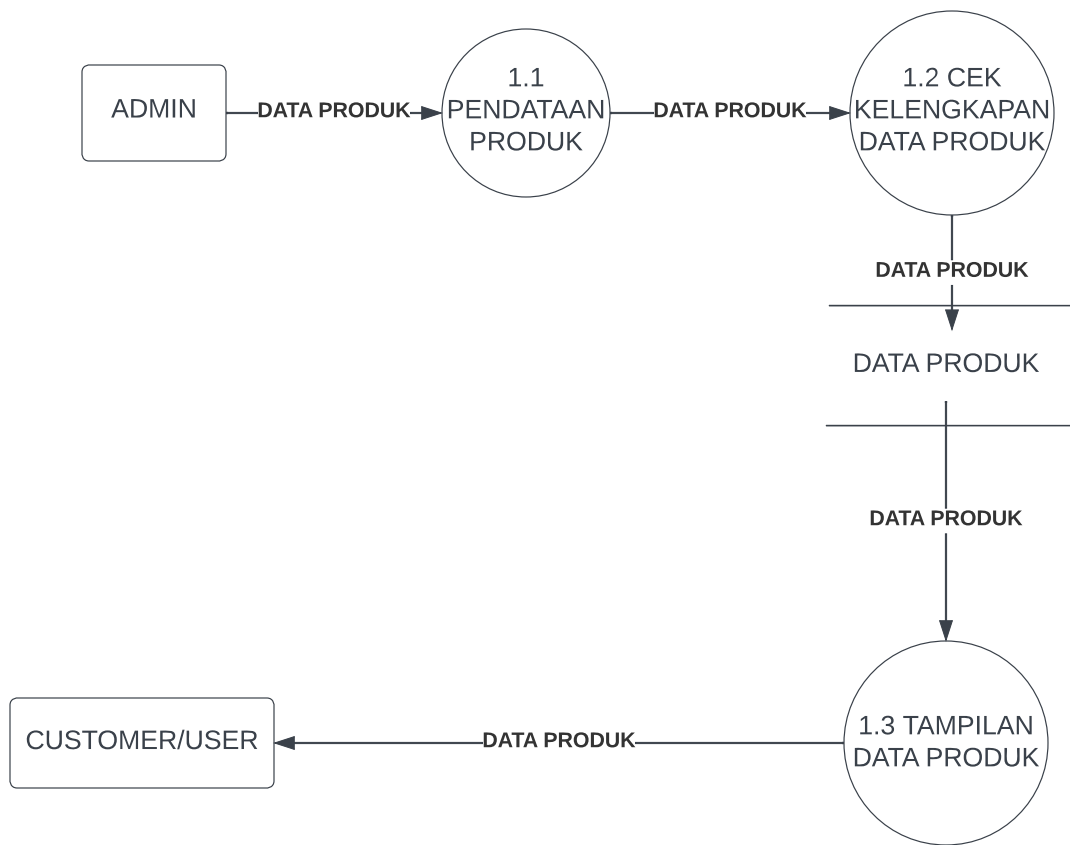 ADMIN
DATA PRODUK
1.1
PENDATAAN
PRODUK
DATA PRODUK
1.2 CEK
KELENGKAPAN
DATA PRODUK
DATA PRODUK
DATA PRODUK
DATA PRODUK
1.3 TAMPILAN
DATA PRODUK
DATA PRODUK
CUSTOMER/USER